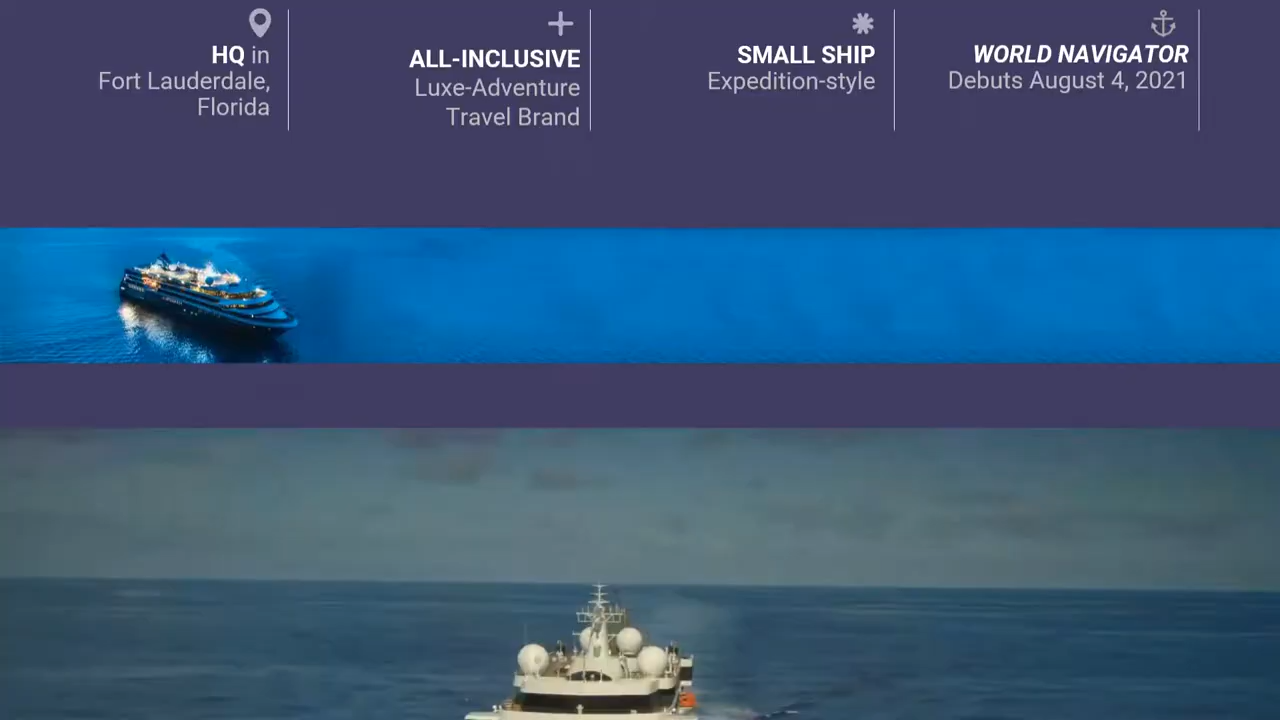 HQ in
Fort Lauderdale,
Florida
ALL-INCLUSIVE
Luxe-Adventure
Travel Brand
SMALL SHIP
Expedition-style
WORLD NAVIGATOR
Debuts August 4, 2021